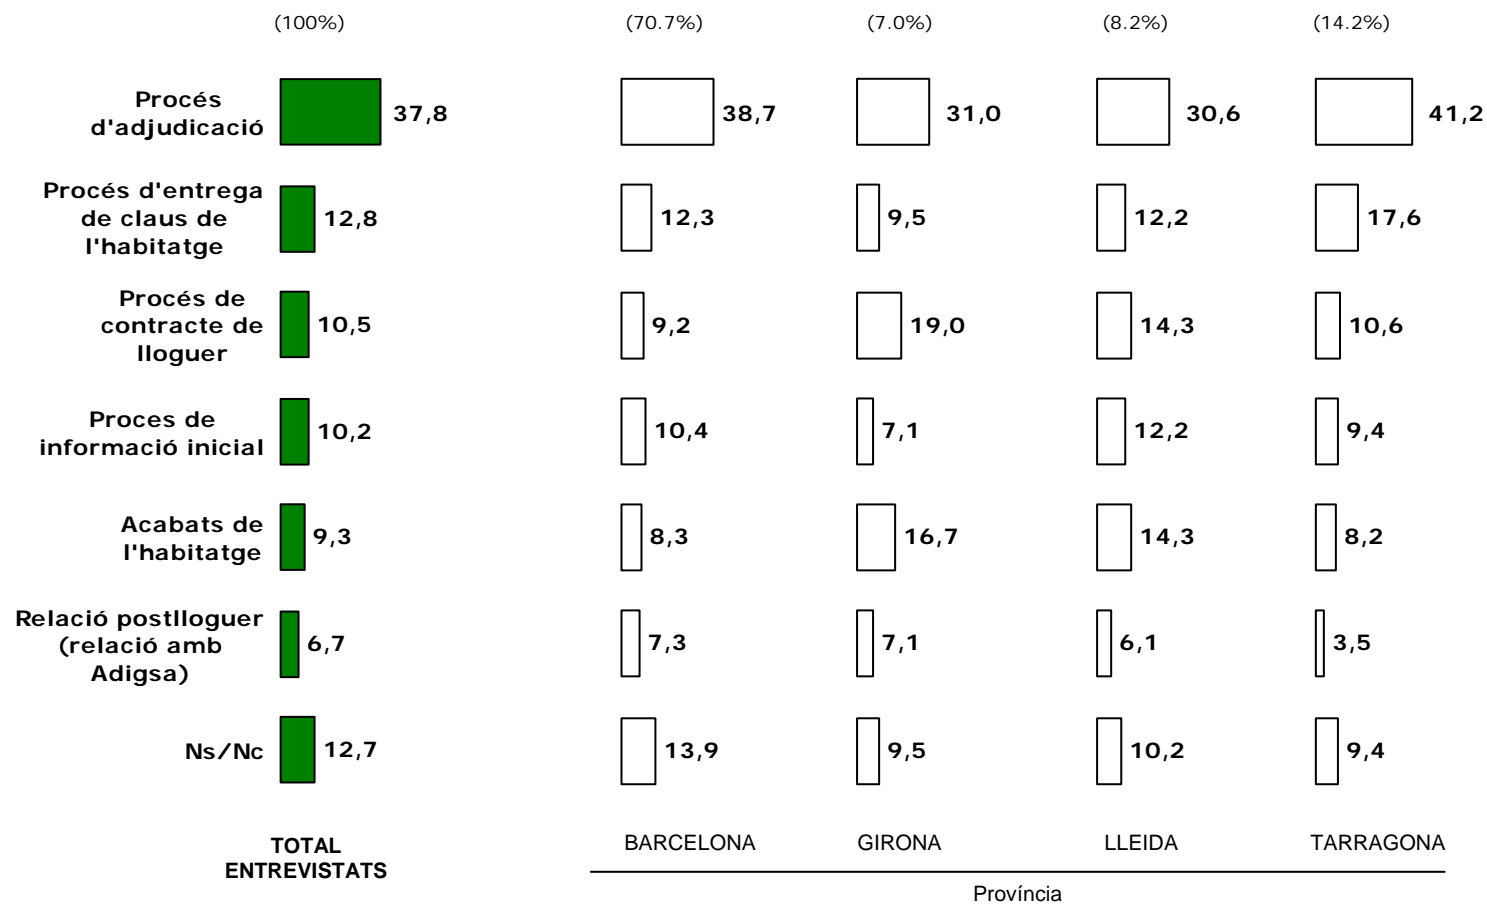 (100%) (70.7%) (7.0%) (8.2%) (14.2%)
Procés
d'adjudicació
37,8 38,7 31,0 30,6 41,2
Procés d'entrega
de claus de
l'habitatge
12,8 12,3 9,5 12,2 17,6
Procés de
contracte de
lloguer
10,5 9,2 19,0 14,3 10,6
Proces de
informació inicial
10,2 10,4 7,1 12,2 9,4
Acabats de
l'habitatge
9,3 8,3 16,7 14,3 8,2
Relació postlloguer
(relació amb
Adigsa)
6,7 7,3 7,1 6,1 3,5
Ns/Nc 12,7 13,9 9,5 10,2 9,4
TOTAL
ENTREVISTATS
BARCELONA GIRONA LLEIDA TARRAGONA
Província